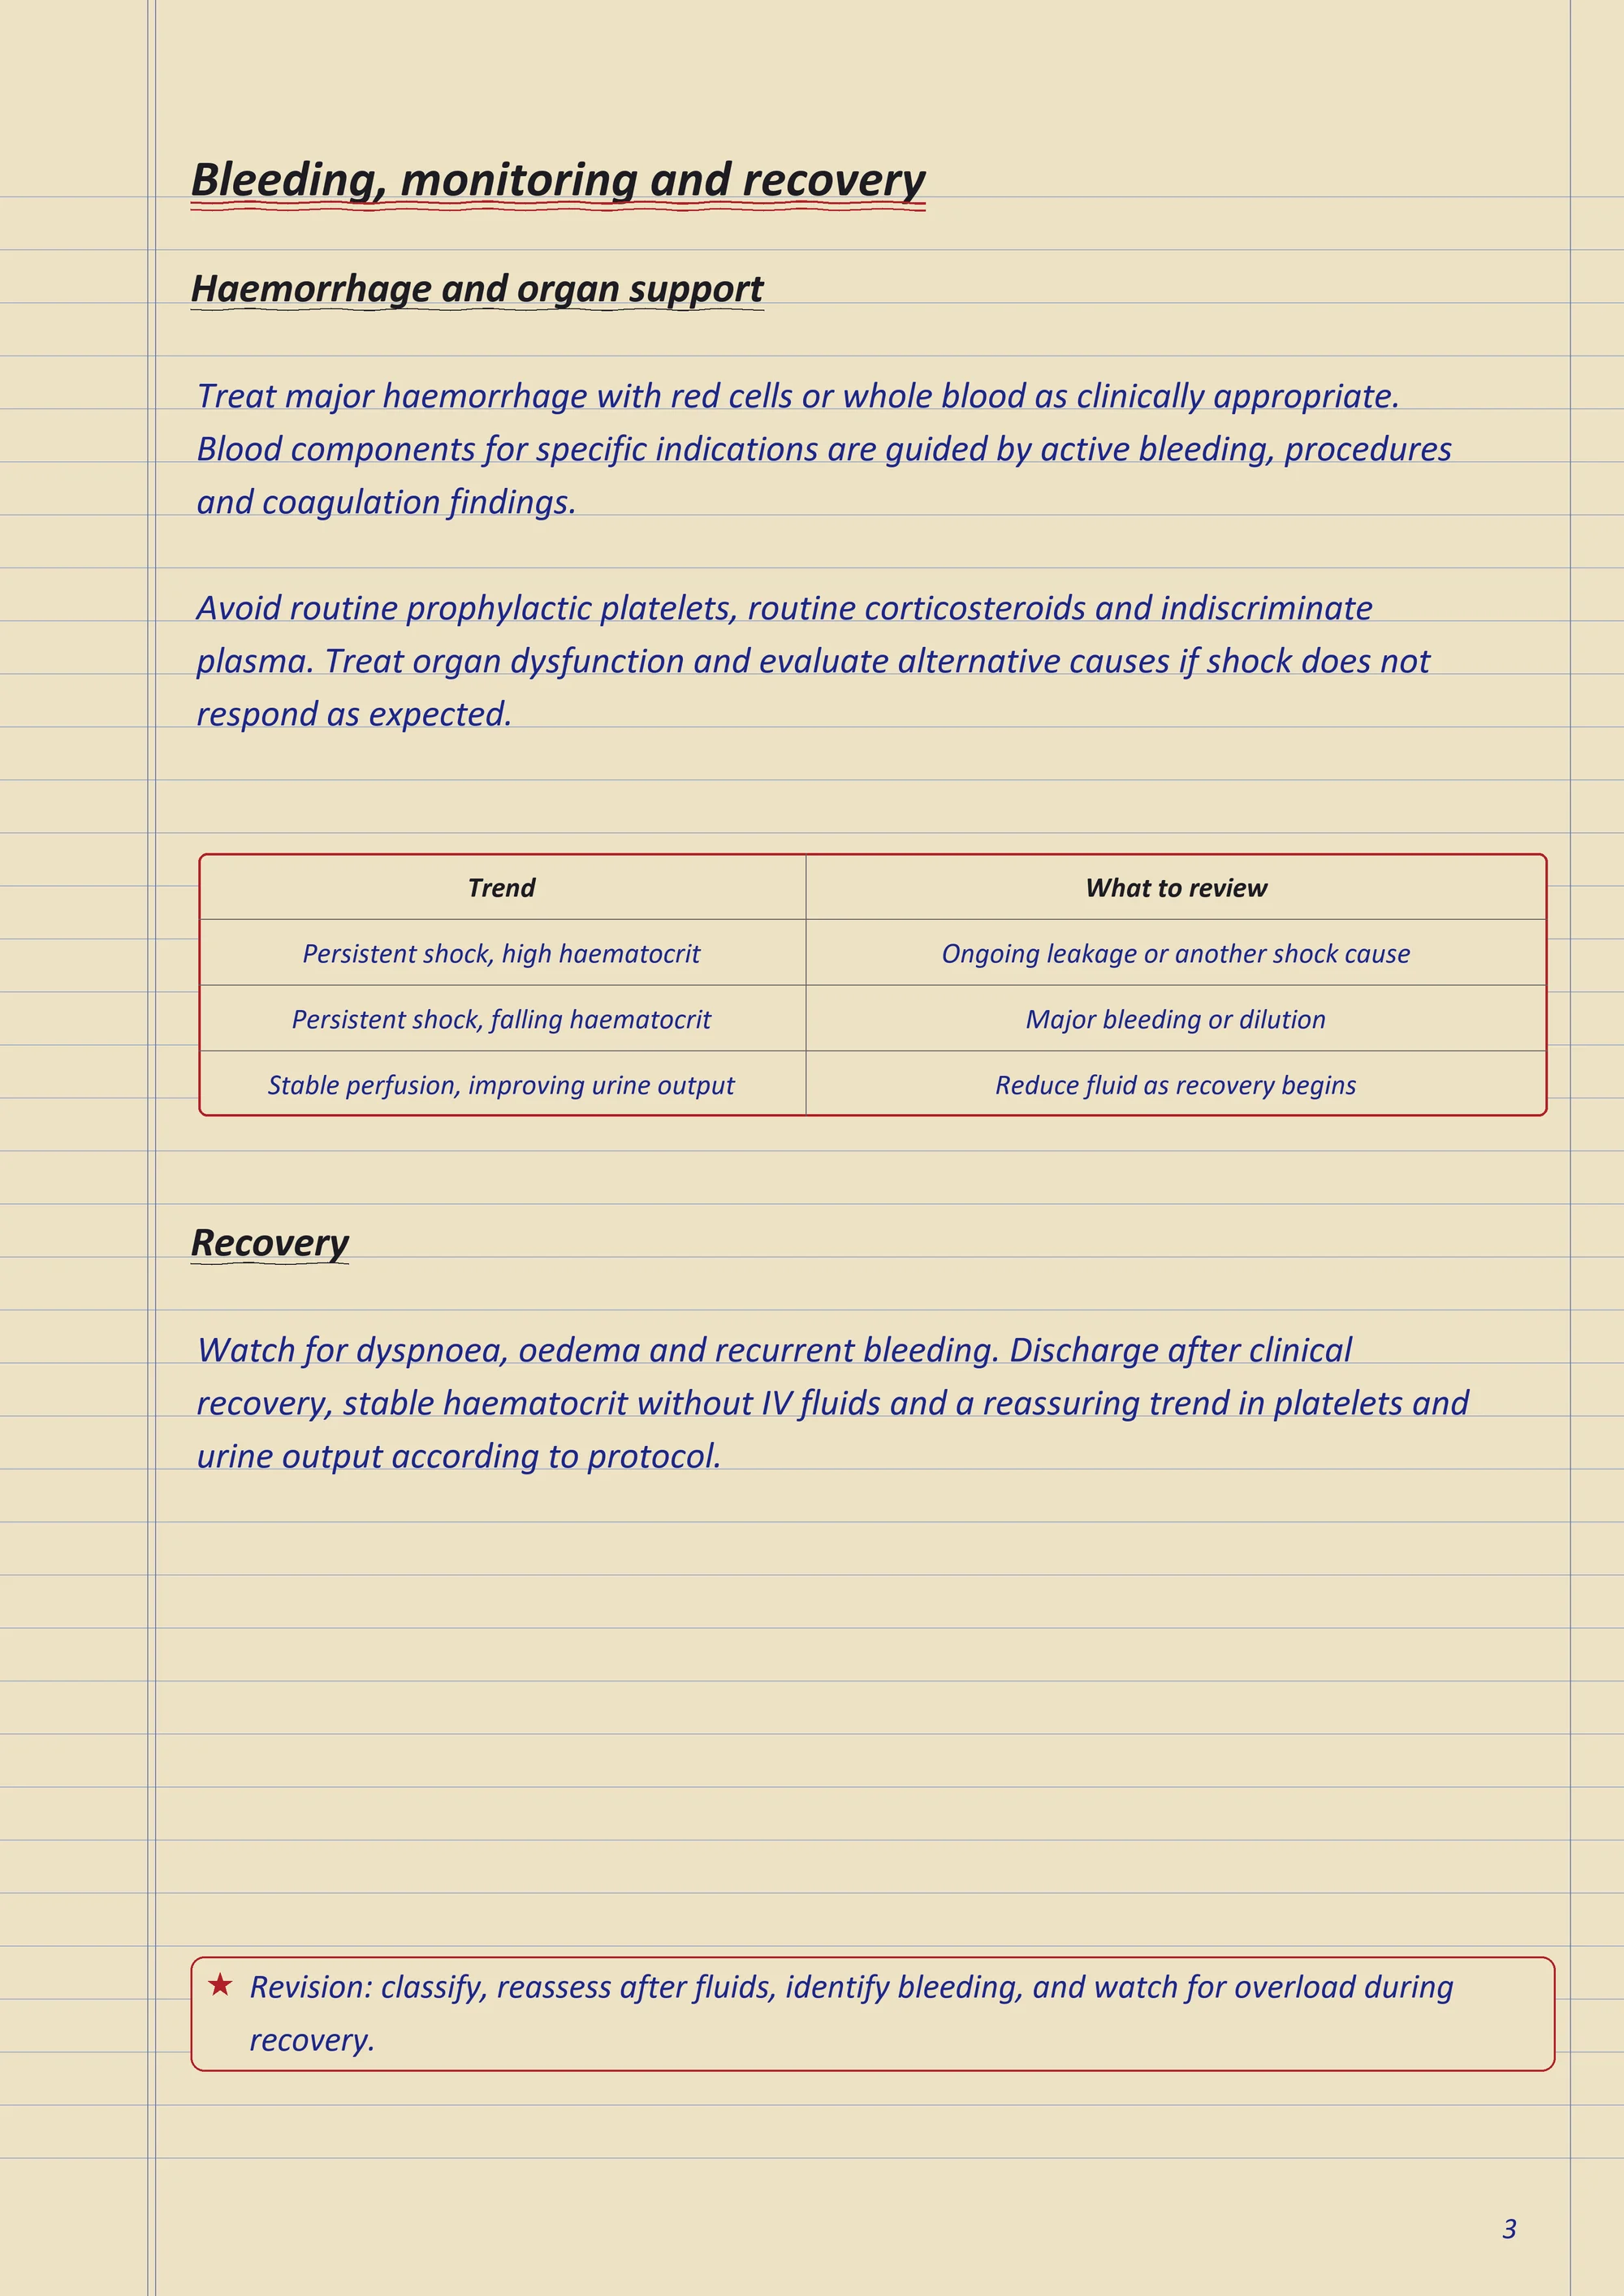 Bleeding, monitoring and recovery
Haemorrhage and organ support
Treat major haemorrhage with red cells or whole blood as clinically appropriate.
Blood components for specific indications are guided by active bleeding, procedures
and coagulation findings.
Avoid routine prophylactic platelets, routine corticosteroids and indiscriminate
plasma. Treat organ dysfunction and evaluate alternative causes if shock does not
respond as expected.
Trend What to review
Persistent shock, high haematocrit Ongoing leakage or another shock cause
Persistent shock, falling haematocrit Major bleeding or dilution
Stable perfusion, improving urine output Reduce fluid as recovery begins
Recovery
Watch for dyspnoea, oedema and recurrent bleeding. Discharge after clinical
recovery, stable haematocrit without IV fluids and a reassuring trend in platelets and
urine output according to protocol.
★ Revision: classify, reassess after fluids, identify bleeding, and watch for overload during
recovery.
3